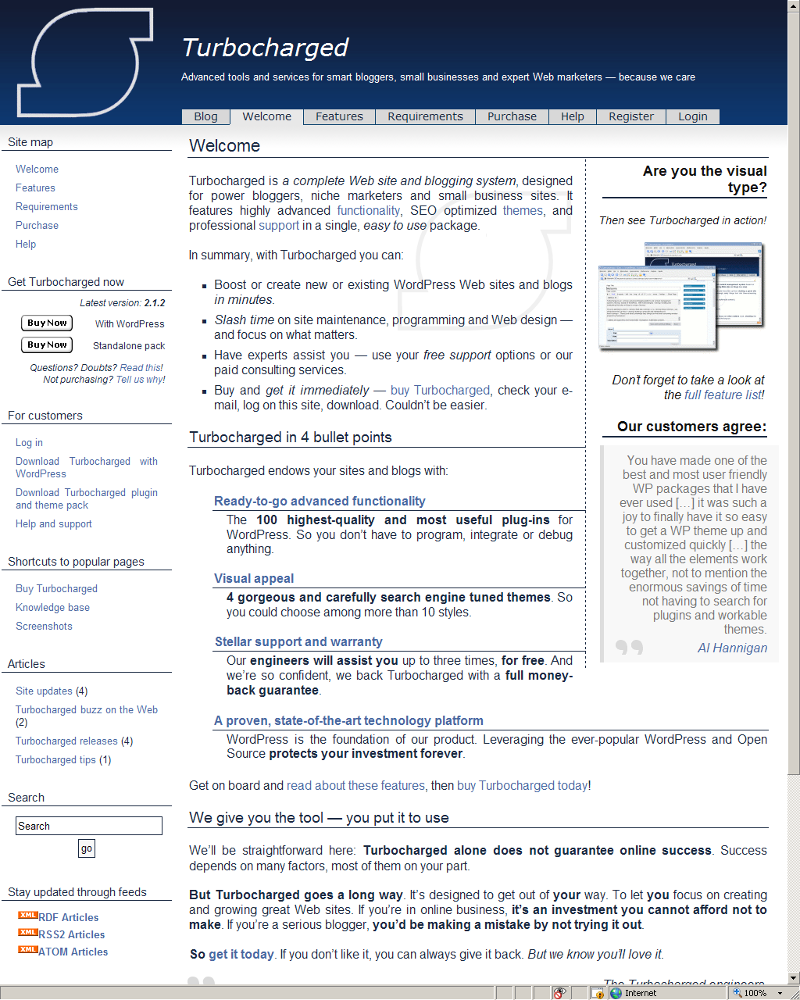 Turbocharged
Advanced tools and services for smart bloggers, small businesses and expert Web marketers — because we care
Blog
Welcome
Features
Requirements
Purchase
Help
Register
Login
Site map
Welcome
Features
Requirements
Purchase
Help
Get Turbocharged now
Latest version: 2.1.2
Buy Now With WordPress
Buy Now Standalone pack
Questions? Doubts? Read this!
Not purchasing? Tell us why!
For customers
Log in
Download Turbocharged with
WordPress
Download Turbocharged plugin
and theme pack
Help and support
Shortcuts to popular pages
Buy Turbocharged
Knowledge base
Screenshots
Articles
Site updates (4)
Turbocharged buzz on the Web
(2)
Turbocharged releases (4)
Turbocharged tips (1)
Search
Search
go
Stay updated through feeds
XML RDF Articles
XML RSS2 Articles
XML ATOM Articles
Welcome
Turbocharged is a complete Web site and blogging system, designed
for power bloggers, niche marketers and small business sites. It
features highly advanced functionality, SEO optimized themes, and
professional support in a single, easy to use package.
In summary, with Turbocharged you can:
Boost or create new or existing WordPress Web sites and blogs
in minutes.
Slash time on site maintenance, programming and Web design —
and focus on what matters.
Have experts assist you — use your free support options or our
paid consulting services.
Buy and get it immediately — buy Turbocharged, check your e-
mail, log on this site, download. Couldn't be easier.
Turbocharged in 4 bullet points
Turbocharged endows your sites and blogs with:
Ready-to-go advanced functionality
The 100 highest-quality and most useful plug-ins for
WordPress. So you don't have to program, integrate or debug
anything.
Visual appeal
4 gorgeous and carefully search engine tuned themes. So
you could choose among more than 10 styles.
Stellar support and warranty
Our engineers will assist you up to three times, for free. And
we're so confident, we back Turbocharged with a full money-
back guarantee.
A proven, state-of-the-art technology platform
WordPress is the foundation of our product. Leveraging the ever-popular WordPress and Open
Source protects your investment forever.
Get on board and read about these features, then buy Turbocharged today!
We give you the tool — you put it to use
We'll be straightforward here: Turbocharged alone does not guarantee online success. Success
depends on many factors, most of them on your part.
But Turbocharged goes a long way. It's designed to get out of your way. To let you focus on creating
and growing great Web sites. If you're in online business, it's an investment you cannot afford not to
make. If you're a serious blogger, you'd be making a mistake by not trying it out.
So get it today. If you don't like it, you can always give it back. But we know you'll love it.
The Turbocharged engineers
Are you the visual
type?
Then see Turbocharged in action!
Don't forget to take a look at
the full feature list!
Our customers agree:
You have made one of the
best and most user friendly
WP packages that I have
ever used [...] it was such a
joy to finally have it so easy
to get a WP theme up and
customized quickly [...] the
way all the elements work
together, not to mention the
enormous savings of time
not having to search for
plugins and workable
themes.
Al Hannigan
Internet
100%